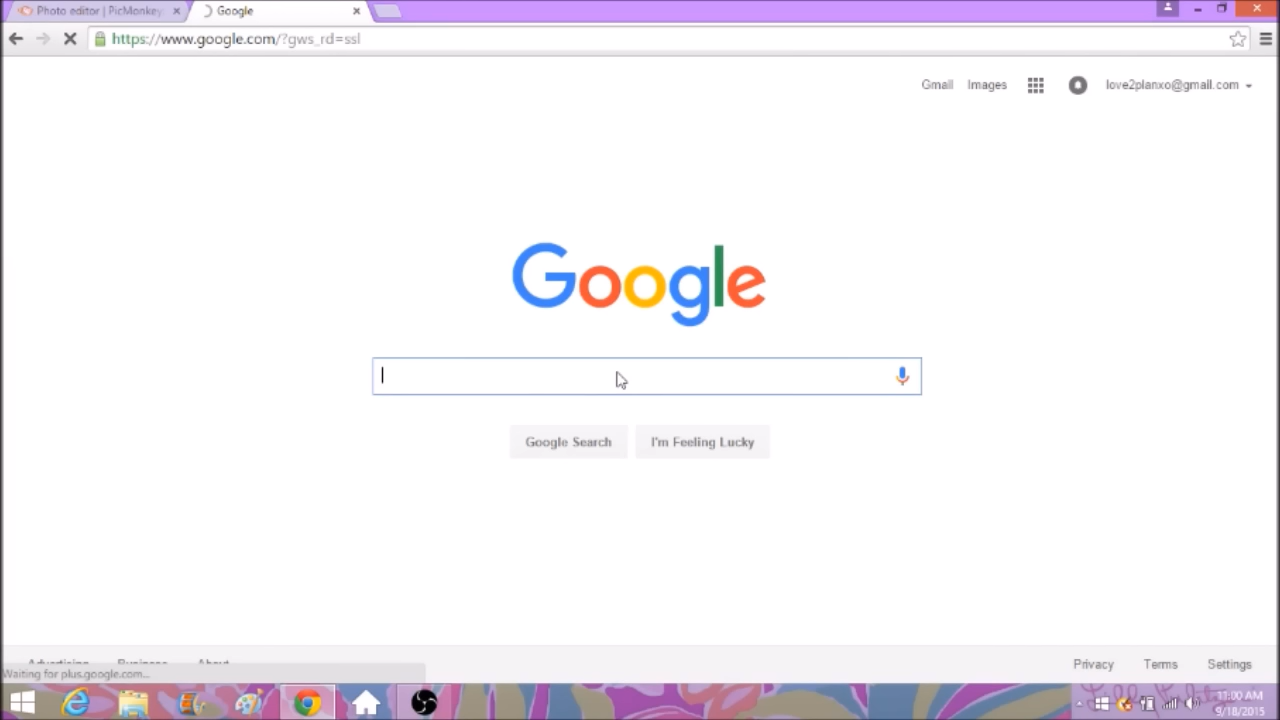 Photo editor | PicMonkey
Google
https://www.google.com/?gws_rd=ssl
Gmail Images love2planxo@gmail.com
Google
Google Search I'm Feeling Lucky
Advertising Business About
Privacy Terms Settings
Waiting for plus.google.com...
11:00 AM
9/18/2015